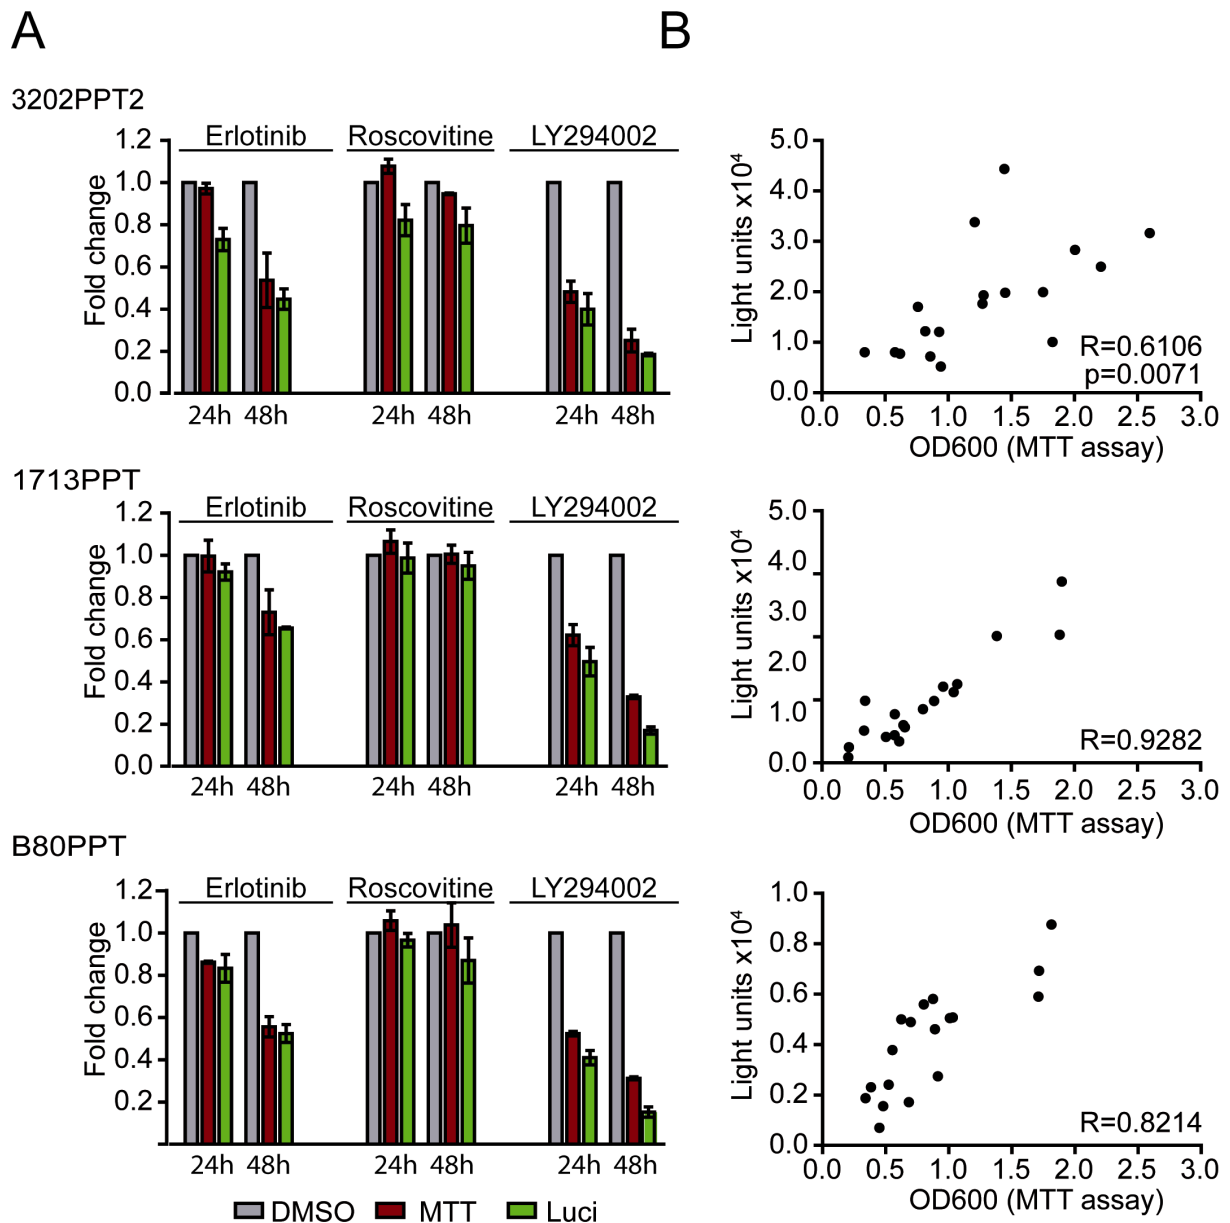 A
B
3202PPT2
Erlotinib Roscovitine LY294002
Fold change
1.2
1.0
0.8
0.6
0.4
0.2
0.0
24h 48h 24h 48h 24h 48h
Light units x10⁴
5.0
4.0
3.0
2.0
1.0
0.0
R=0.6106
p=0.0071
0.0 0.5 1.0 1.5 2.0 2.5 3.0
OD600 (MTT assay)
1713PPT
Erlotinib Roscovitine LY294002
Fold change
1.2
1.0
0.8
0.6
0.4
0.2
0.0
24h 48h 24h 48h 24h 48h
Light units x10⁴
5.0
4.0
3.0
2.0
1.0
0.0
R=0.9282
0.0 0.5 1.0 1.5 2.0 2.5 3.0
OD600 (MTT assay)
B80PPT
Erlotinib Roscovitine LY294002
Fold change
1.2
1.0
0.8
0.6
0.4
0.2
24h 48h 24h 48h 24h 48h
Light units x10⁴
1.0
0.8
0.6
0.4
0.2
0.0
R=0.8214
0.0 0.5 1.0 1.5 2.0 2.5 3.0
OD600 (MTT assay)
DMSO MTT Luci